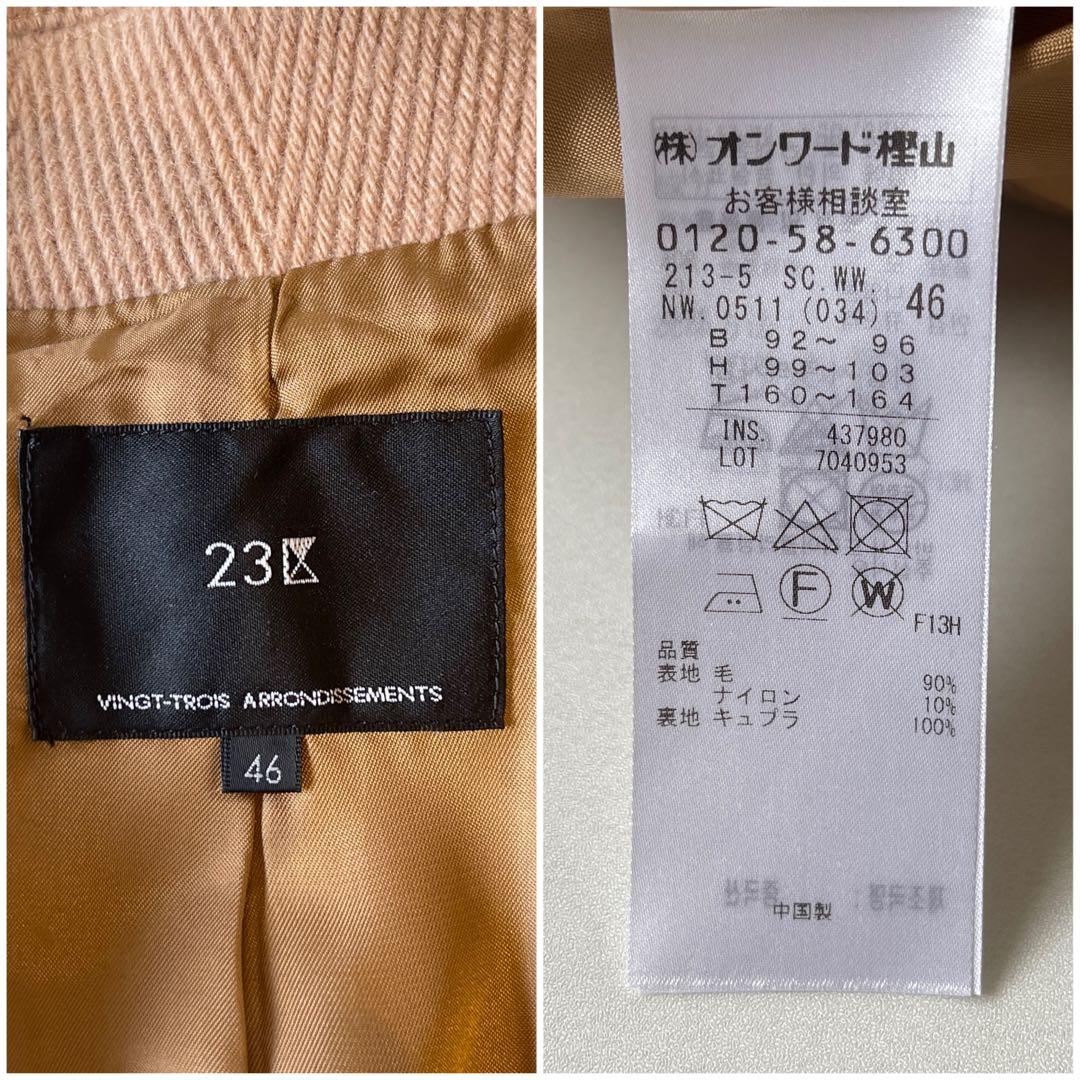 23区
VINGT-TROIS ARRONDISSEMENTS
46
(株)オンワード樫山
お客様相談室
0120-58-6300
213-5 SC.WW.
NW.0511 (034) 46
B 92～ 96
H 99～103
T 160～164
INS. 437980
LOT 7040953
F
W
F13H
品質
表地 毛 90%
ナイロン 10%
裏地 キュプラ 100%
中国製